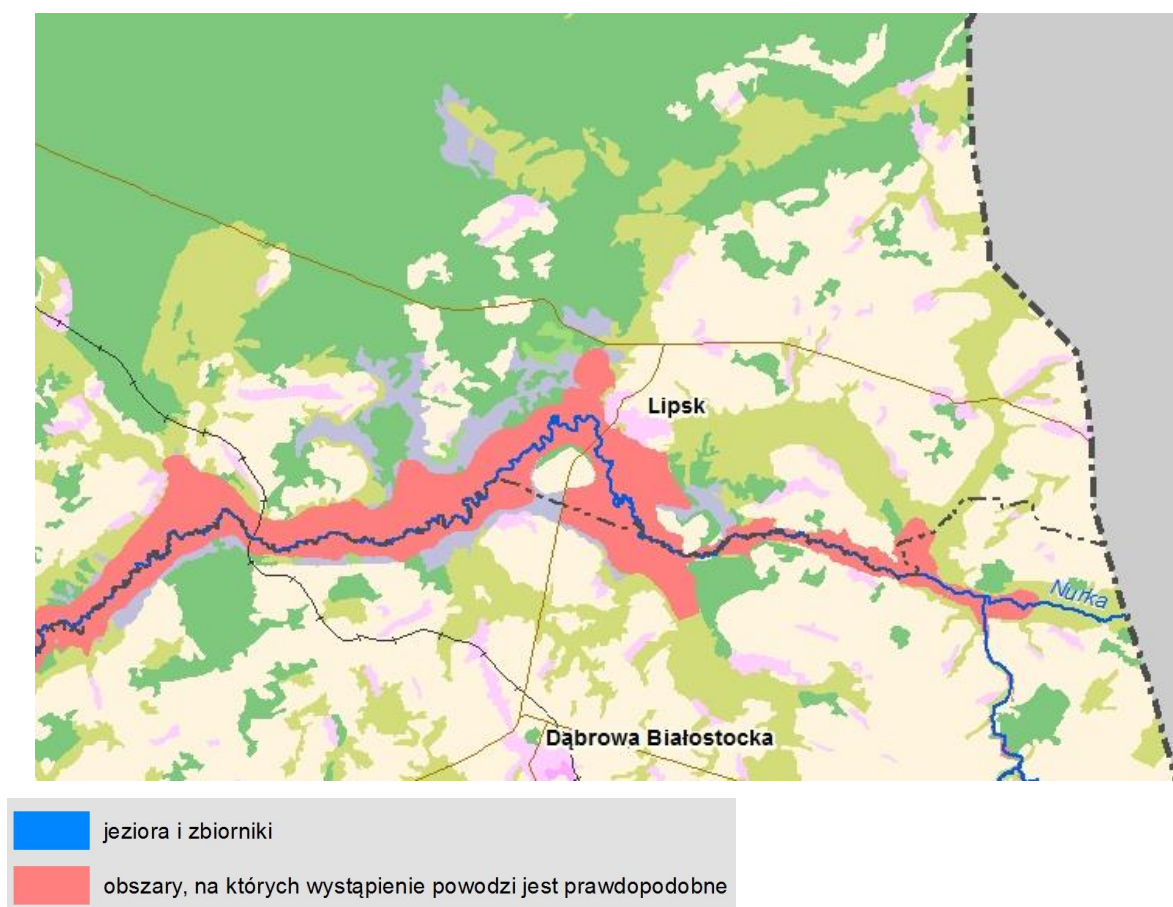 Lipsk
Nurka
Dąbrowa Białostocka
jeziora i zbiorniki
obszary, na których wystąpienie powodzi jest prawdopodobne